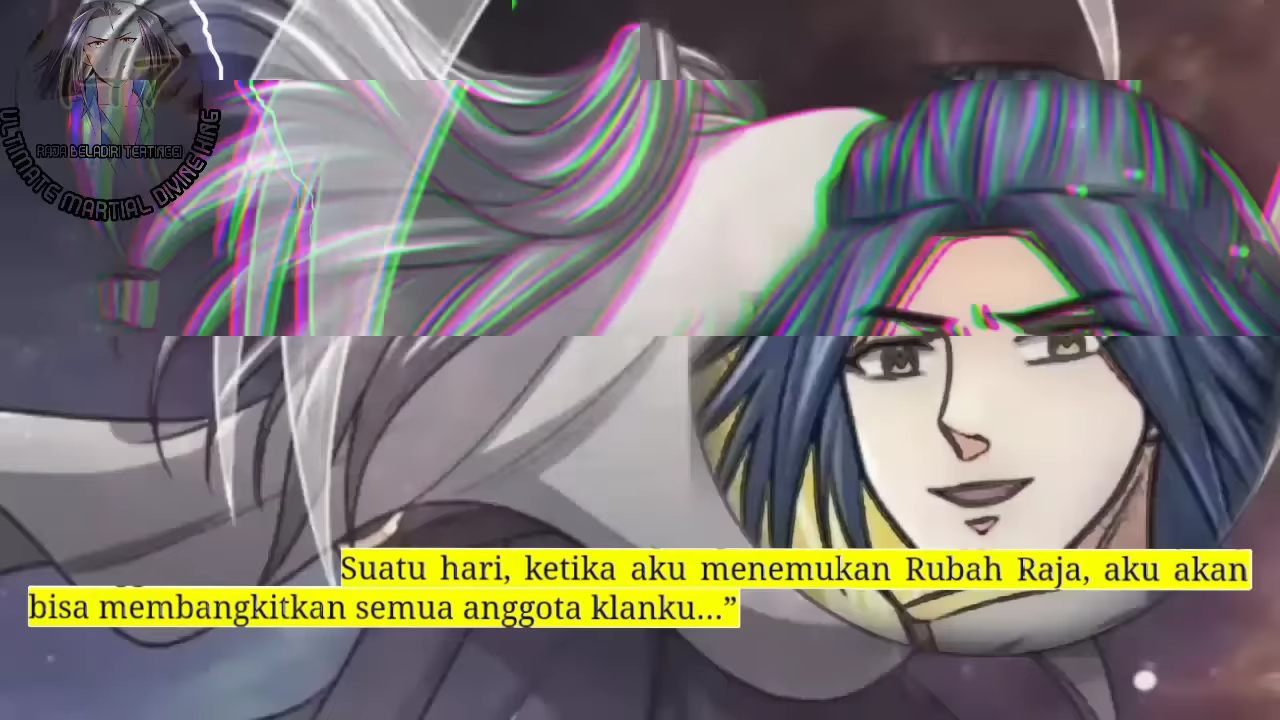 RAJA BELADIRI TERTINGGI
ULTIMATE MARTIAL DIVINE KING
Suatu hari, ketika aku menemukan Rubah Raja, aku akan
bisa membangkitkan semua anggota klanku...”